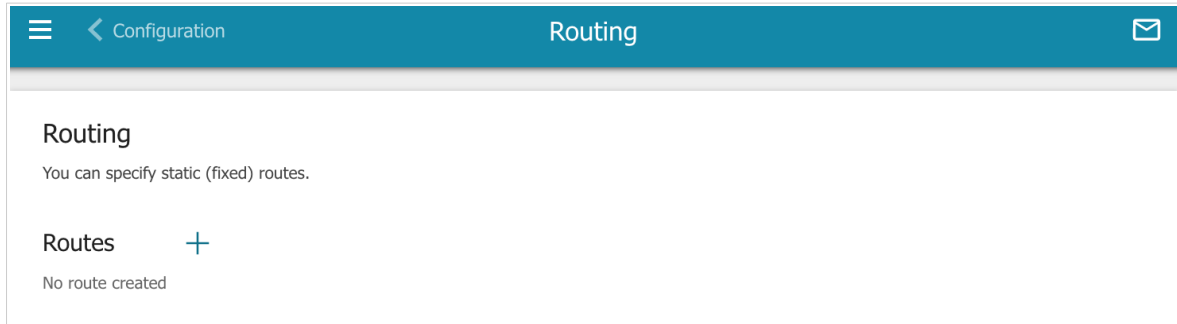 Configuration
Routing
Routing
You can specify static (fixed) routes.
Routes
No route created